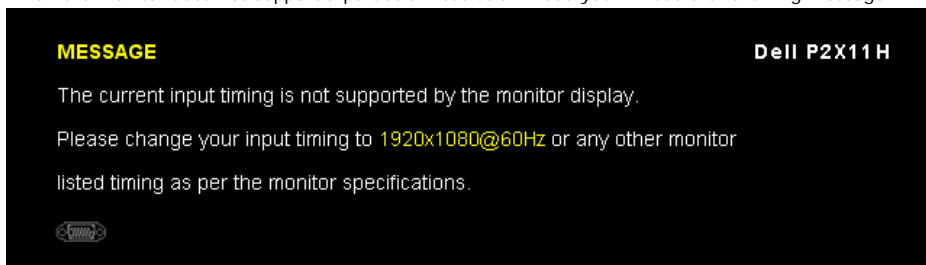 MESSAGE
Dell P2X11H
The current input timing is not supported by the monitor display.
Please change your input timing to 1920x1080@60Hz or any other monitor
listed timing as per the monitor specifications.